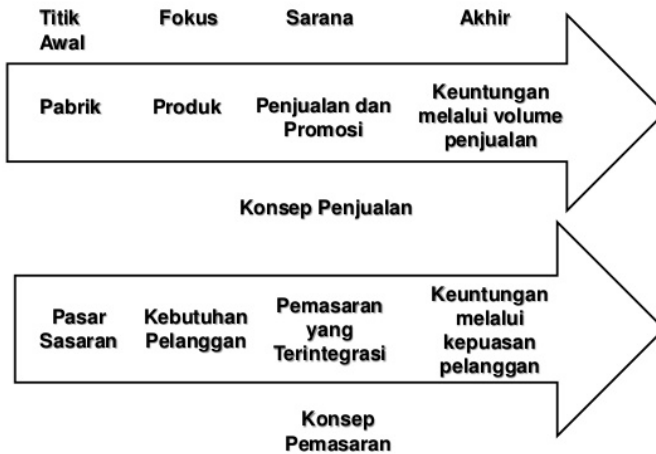 Titik Awal
Fokus
Sarana
Akhir
Pabrik
Produk
Penjualan dan
Promosi
Keuntungan
melalui volume
penjualan
Konsep Penjualan
Pasar
Sasaran
Kebutuhan
Pelanggan
Pemasaran
yang
Terintegrasi
Keuntungan
melalui
kepuasan
pelanggan
Konsep
Pemasaran